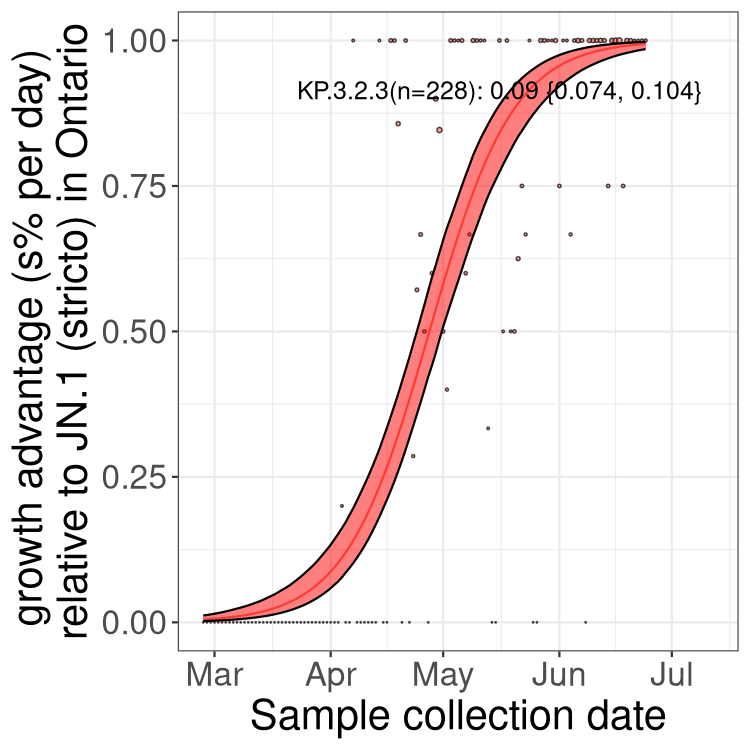 growth advantage (s% per day)
relative to JN.1 (stricto) in Ontario
1.00
0.75
0.50
0.25
0.00
KP.3.2.3(n=228): 0.09 {0.074, 0.104}
Mar Apr May Jun Jul
Sample collection date